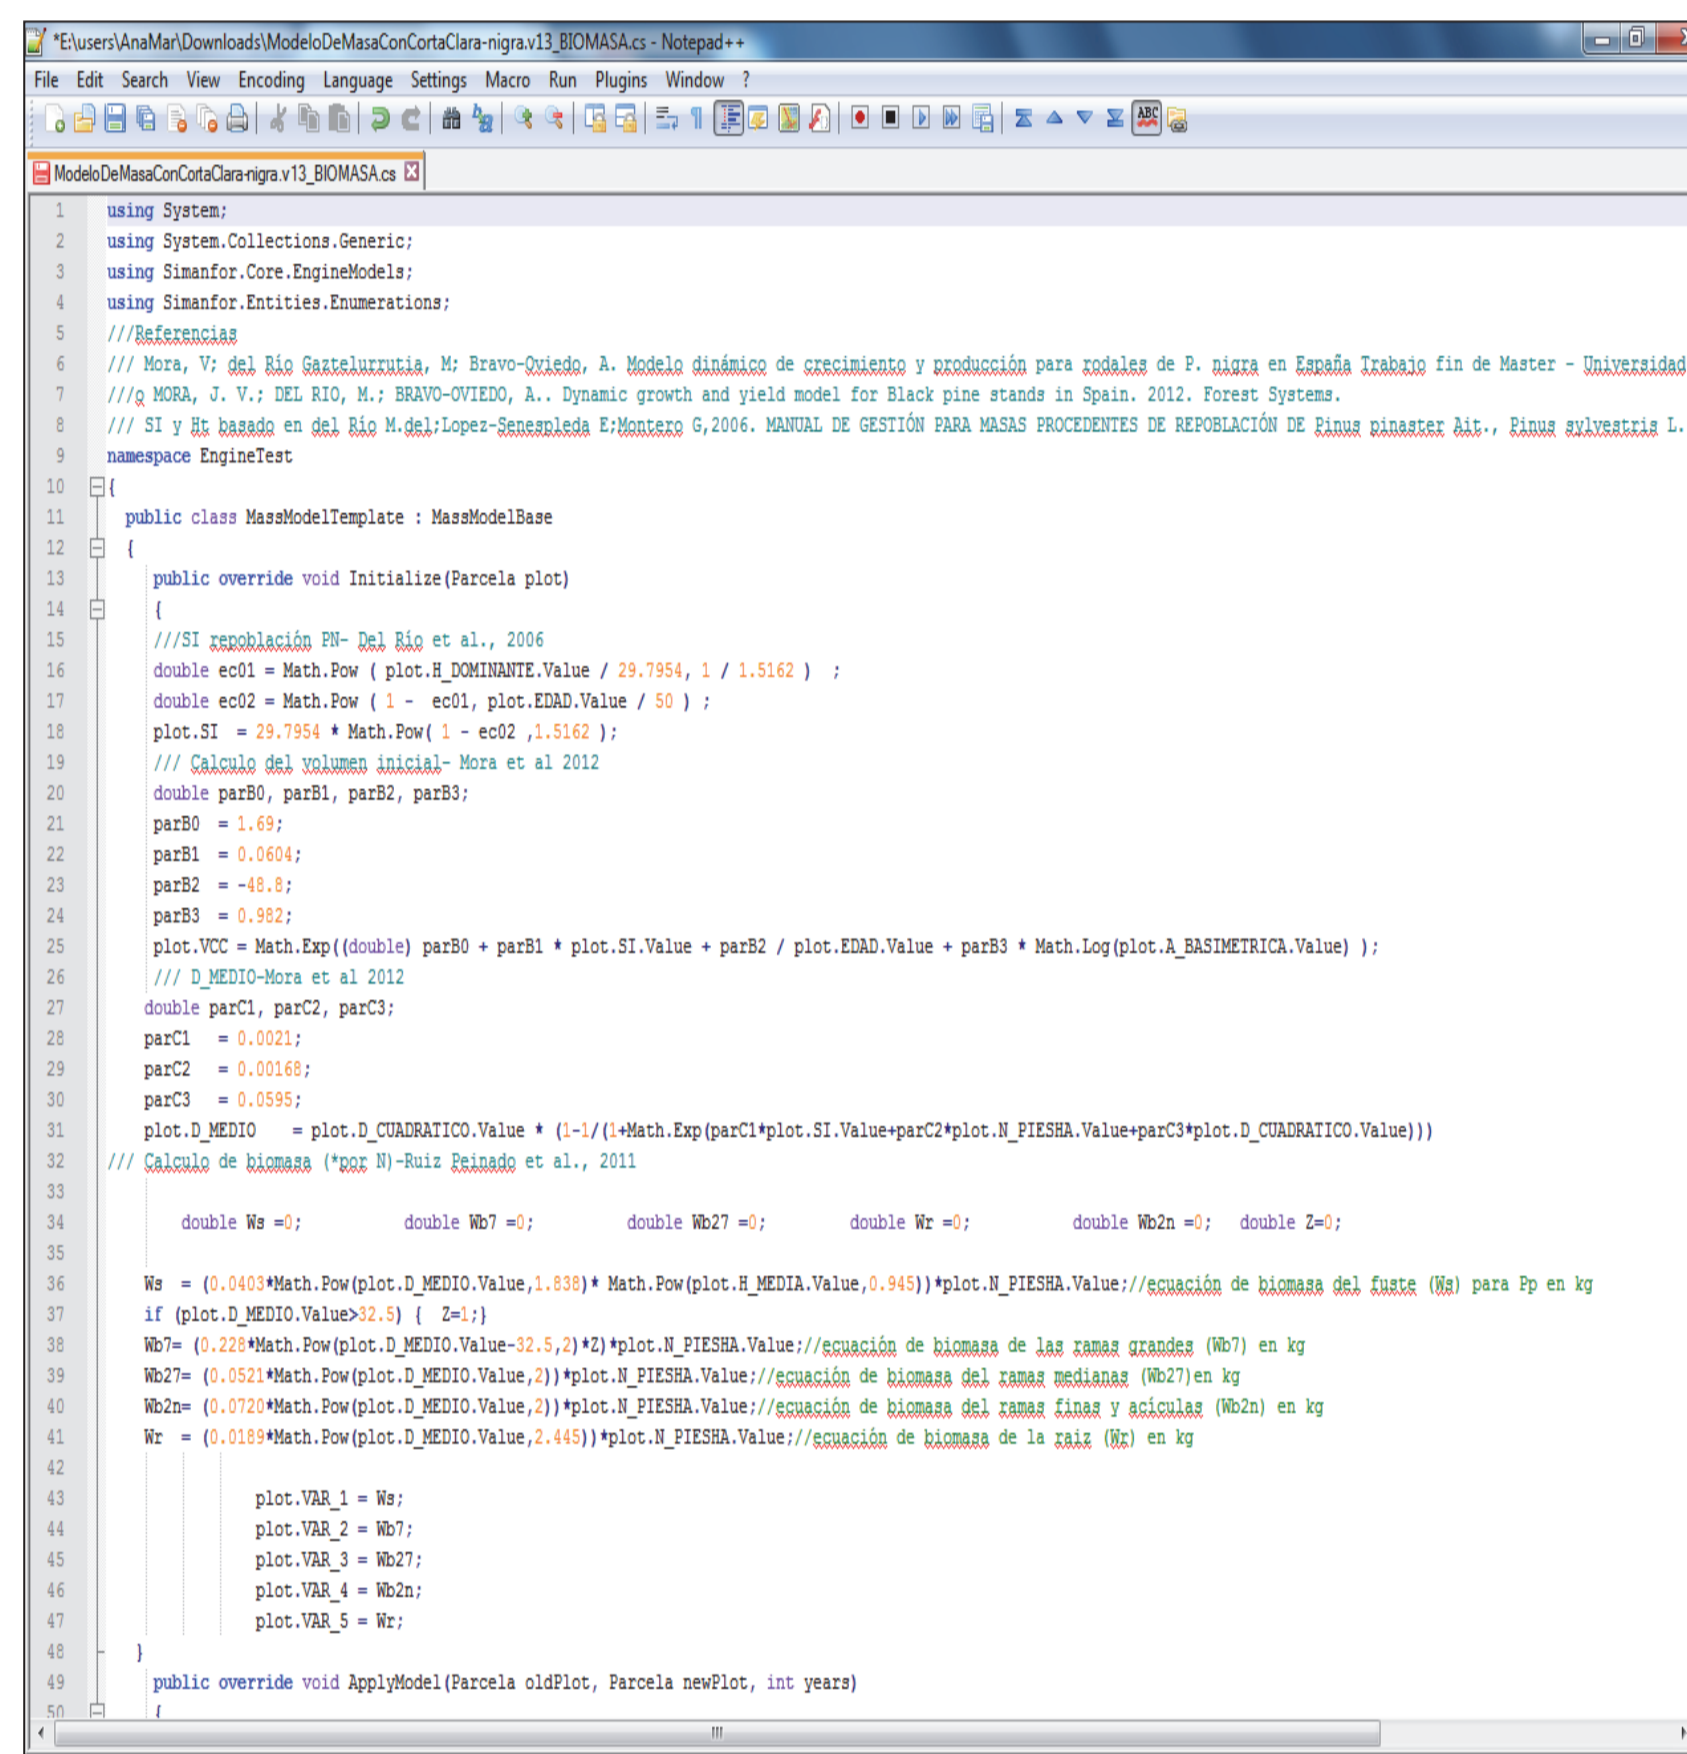 *E:\users\AnaMar\Downloads\ModeloDeMasaConCortaClara-nigra.v13_BIOMASA.cs - Notepad++
File Edit Search View Encoding Language Settings Macro Run Plugins Window ?
ABC
ModeloDeMasaConCortaClara-nigra.v13_BIOMASA.cs
1 using System;
2 using System.Collections.Generic;
3 using Simanfor.Core.EngineModels;
4 using Simanfor.Entities.Enumerations;
5 ///Referencias
6 /// Mora, V; del Río Gaztelurrutia, M; Bravo-Oviedo, A. Modelo dinámico de crecimiento y producción para rodales de P. nigra en España Trabajo fin de Master - Universidad
7 ///o MORA, J. V.; DEL RIO, M.; BRAVO-OVIEDO, A.. Dynamic growth and yield model for Black pine stands in Spain. 2012. Forest Systems.
8 /// SI y Ht basado en del Río M.del;Lopez-Senespleda E;Montero G,2006. MANUAL DE GESTIÓN PARA MASAS PROCEDENTES DE REPOBLACIÓN DE Pinus pinaster Ait., Pinus sylvestris L.
9 namespace EngineTest
10 {
11 public class MassModelTemplate : MassModelBase
12 {
13 public override void Initialize(Parcela plot)
14 {
15 ///SI repoblación PN- Del Río et al., 2006
16 double ec01 = Math.Pow ( plot.H_DOMINANTE.Value / 29.7954, 1 / 1.5162 ) ;
17 double ec02 = Math.Pow ( 1 - ec01, plot.EDAD.Value / 50 ) ;
18 plot.SI = 29.7954 * Math.Pow( 1 - ec02 ,1.5162 );
19 /// Calculo del volumen inicial- Mora et al 2012
20 double parB0, parB1, parB2, parB3;
21 parB0 = 1.69;
22 parB1 = 0.0604;
23 parB2 = -48.8;
24 parB3 = 0.982;
25 plot.VCC = Math.Exp((double) parB0 + parB1 * plot.SI.Value + parB2 / plot.EDAD.Value + parB3 * Math.Log(plot.A_BASIMETRICA.Value) );
26 /// D_MEDIO-Mora et al 2012
27 double parC1, parC2, parC3;
28 parC1 = 0.0021;
29 parC2 = 0.00168;
30 parC3 = 0.0595;
31 plot.D_MEDIO = plot.D_CUADRATICO.Value * (1-1/(1+Math.Exp(parC1*plot.SI.Value+parC2*plot.N_PIESHA.Value+parC3*plot.D_CUADRATICO.Value)))
32 /// Calculo de biomasa (*por N)-Ruiz Peinado et al., 2011
33
34 double Ws =0; double Wb7 =0; double Wb27 =0; double Wr =0; double Wb2n =0; double Z=0;
35
36 Ws = (0.0403*Math.Pow(plot.D_MEDIO.Value,1.838)* Math.Pow(plot.H_MEDIA.Value,0.945))*plot.N_PIESHA.Value;//ecuación de biomasa del fuste (Ws) para Pp en kg
37 if (plot.D_MEDIO.Value>32.5) { Z=1;}
38 Wb7= (0.228*Math.Pow(plot.D_MEDIO.Value-32.5,2)*Z)*plot.N_PIESHA.Value;//ecuación de biomasa de las ramas grandes (Wb7) en kg
39 Wb27= (0.0521*Math.Pow(plot.D_MEDIO.Value,2))*plot.N_PIESHA.Value;//ecuación de biomasa del ramas medianas (Wb27)en kg
40 Wb2n= (0.0720*Math.Pow(plot.D_MEDIO.Value,2))*plot.N_PIESHA.Value;//ecuación de biomasa del ramas finas y acículas (Wb2n) en kg
41 Wr = (0.0189*Math.Pow(plot.D_MEDIO.Value,2.445))*plot.N_PIESHA.Value;//ecuación de biomasa de la raiz (Wr) en kg
42
43 plot.VAR_1 = Ws;
44 plot.VAR_2 = Wb7;
45 plot.VAR_3 = Wb27;
46 plot.VAR_4 = Wb2n;
47 plot.VAR_5 = Wr;
48 }
49 public override void ApplyModel(Parcela oldPlot, Parcela newPlot, int years)
50 {